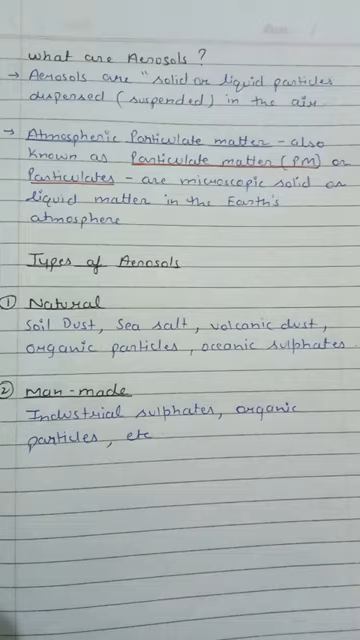 What are Aerosols ?
→ Aerosols are " solid or liquid particles
dispersed ( suspended ) in the air.
→ Atmospheric Particulate matter - also
known as Particulate matter ( PM ) or
Particulates - are microscopic solid or
liquid matter in the Earth's
atmosphere
Types of Aerosols
① Natural
Soil Dust, Sea salt, volcanic dust,
organic particles, oceanic sulphates
② Man-made
Industrial sulphates, organic
particles, etc